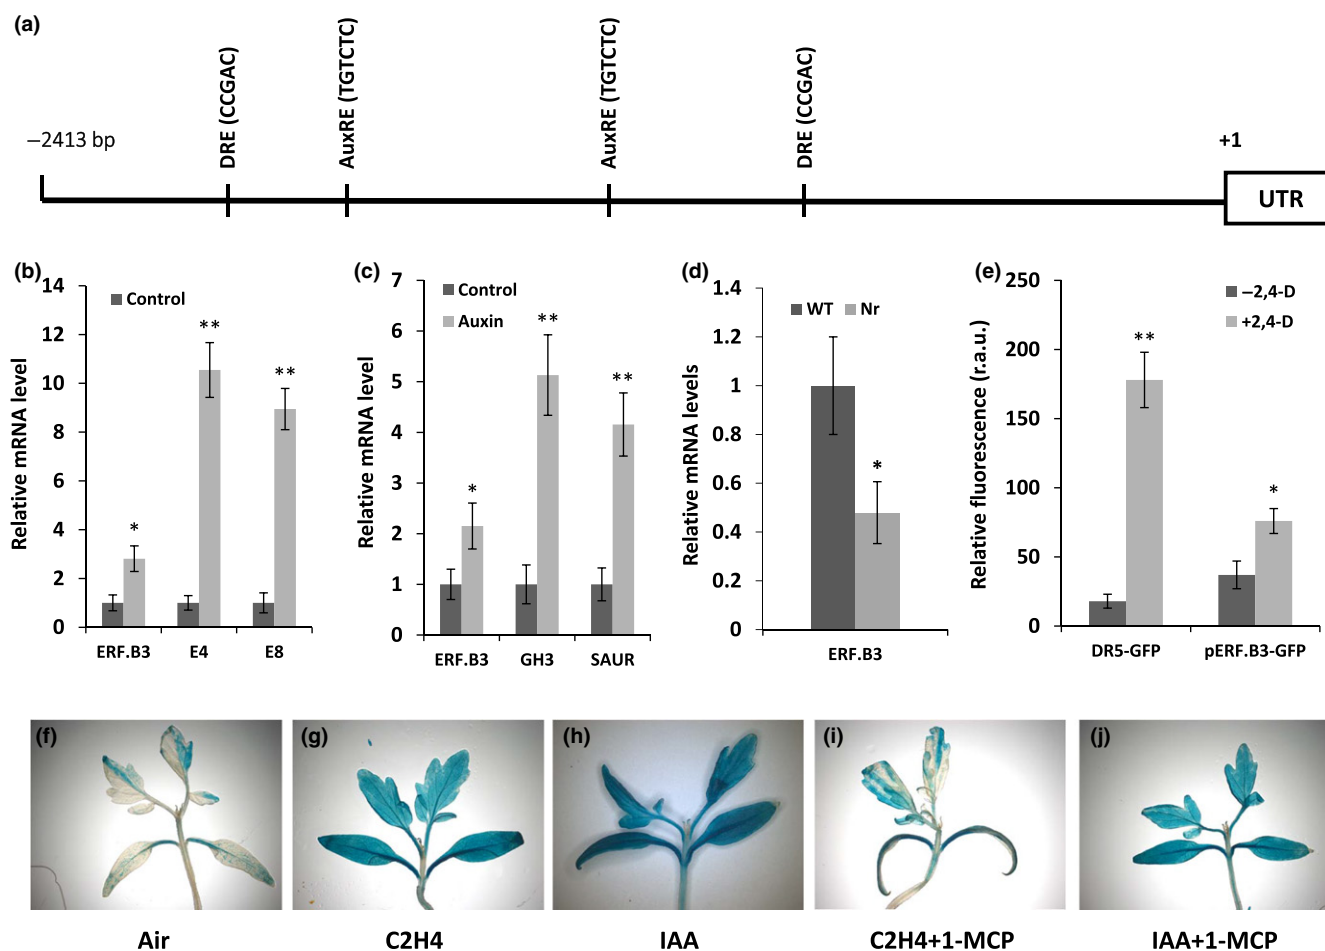 (a)
−2413 bp
DRE (CCGAC)
AuxRE (TGTCTC)
AuxRE (TGTCTC)
DRE (CCGAC)
+1
UTR
(b)
Relative mRNA level
14
12
10
8
6
4
2
0
Control
*
**
**
ERF.B3 E4 E8
(c)
Relative mRNA level
7
6
5
4
3
2
1
0
Control
Auxin
*
**
**
ERF.B3 GH3 SAUR
(d)
Relative mRNA levels
1.4
1.2
1
0.8
0.6
0.4
0.2
0
WT Nr
*
ERF.B3
(e)
Relative fluorescence (r.a.u.)
250
200
150
100
50
0
−2,4-D
+2,4-D
**
*
DR5-GFP pERF.B3-GFP
(f)
(g)
(h)
(i)
(j)
Air
C2H4
IAA
C2H4+1-MCP
IAA+1-MCP